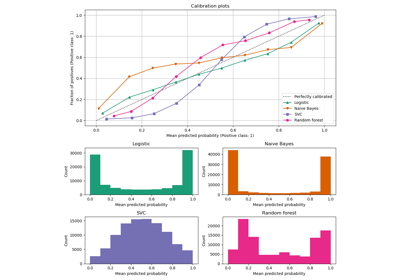 Calibration plots
Fraction of positives (Positive class: 1)
1.0
0.8
0.6
0.4
0.2
0.0
0.0 0.2 0.4 0.6 0.8 1.0
Mean predicted probability (Positive class: 1)
Perfectly calibrated
Logistic
Naive Bayes
SVC
Random forest
Logistic
Count
30000
20000
10000
0
0.0 0.2 0.4 0.6 0.8 1.0
Mean predicted probability
Naive Bayes
Count
40000
30000
20000
10000
0
0.0 0.2 0.4 0.6 0.8 1.0
Mean predicted probability
SVC
Count
15000
10000
5000
0
0.0 0.2 0.4 0.6 0.8 1.0
Mean predicted probability
Random forest
Count
20000
15000
10000
5000
0
0.0 0.2 0.4 0.6 0.8 1.0
Mean predicted probability